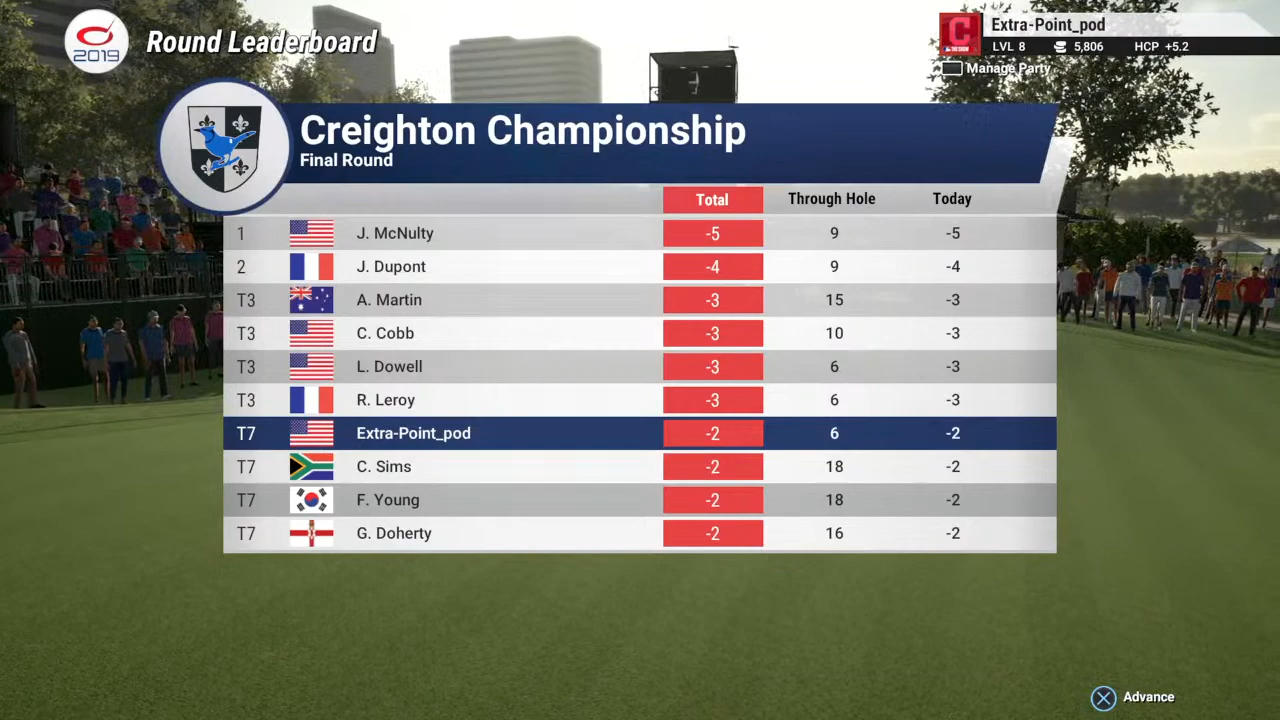 2019
Round Leaderboard
C
MLB THE SHOW
Extra-Point_pod
LVL 8 5,806 HCP +5.2
Manage Party
Creighton Championship
Final Round
Total Through Hole Today
1 J. McNulty -5 9 -5
2 J. Dupont -4 9 -4
T3 A. Martin -3 15 -3
T3 C. Cobb -3 10 -3
T3 L. Dowell -3 6 -3
T3 R. Leroy -3 6 -3
T7 Extra-Point_pod -2 6 -2
T7 C. Sims -2 18 -2
T7 F. Young -2 18 -2
T7 G. Doherty -2 16 -2
Advance